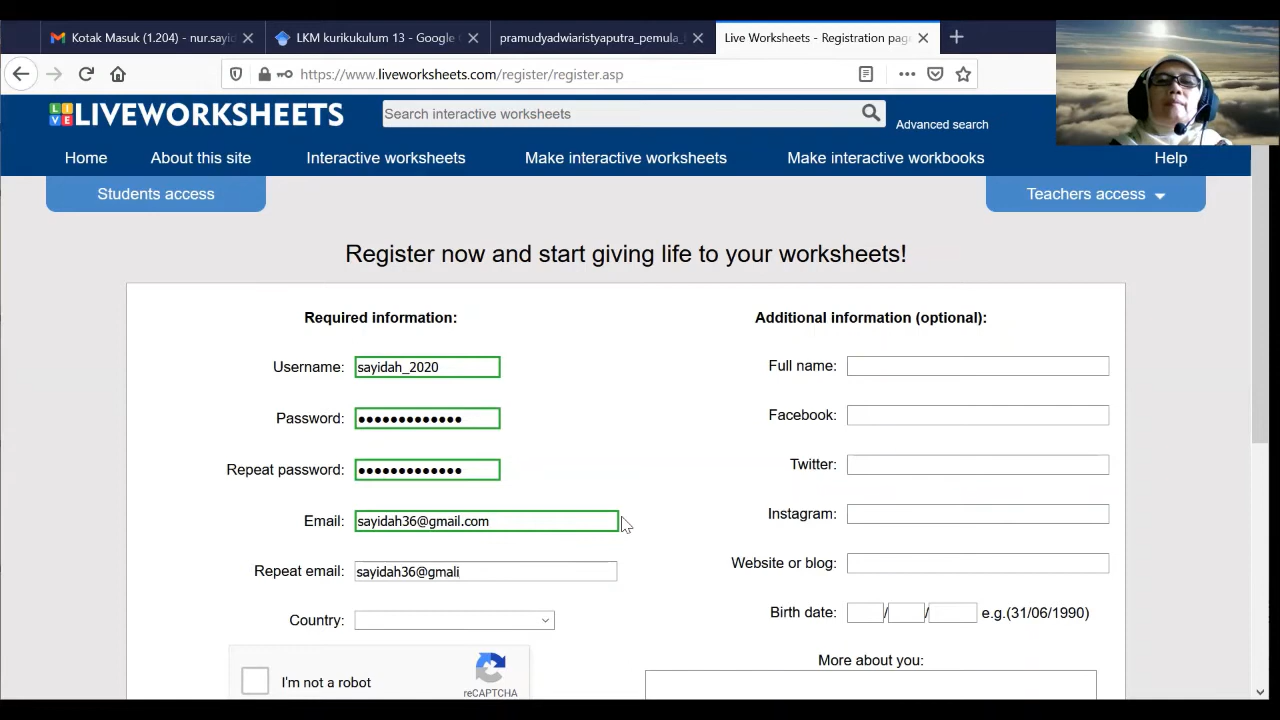 Kotak Masuk (1.204) - nur.sayid
LKM kurikukulum 13 - Google
pramudyadwiaristyaputra_pemula_
Live Worksheets - Registration page
https://www.liveworksheets.com/register/register.asp
LIVE LIVEWORKSHEETS
Search interactive worksheets
Advanced search
Home
About this site
Interactive worksheets
Make interactive worksheets
Make interactive workbooks
Help
Students access
Teachers access
Register now and start giving life to your worksheets!
Required information:
Username: sayidah_2020
Password: •••••••••••••
Repeat password: •••••••••••••
Email: sayidah36@gmail.com
Repeat email: sayidah36@gmali
Country:
I'm not a robot
reCAPTCHA
Additional information (optional):
Full name:
Facebook:
Twitter:
Instagram:
Website or blog:
Birth date: / / e.g.(31/06/1990)
More about you: